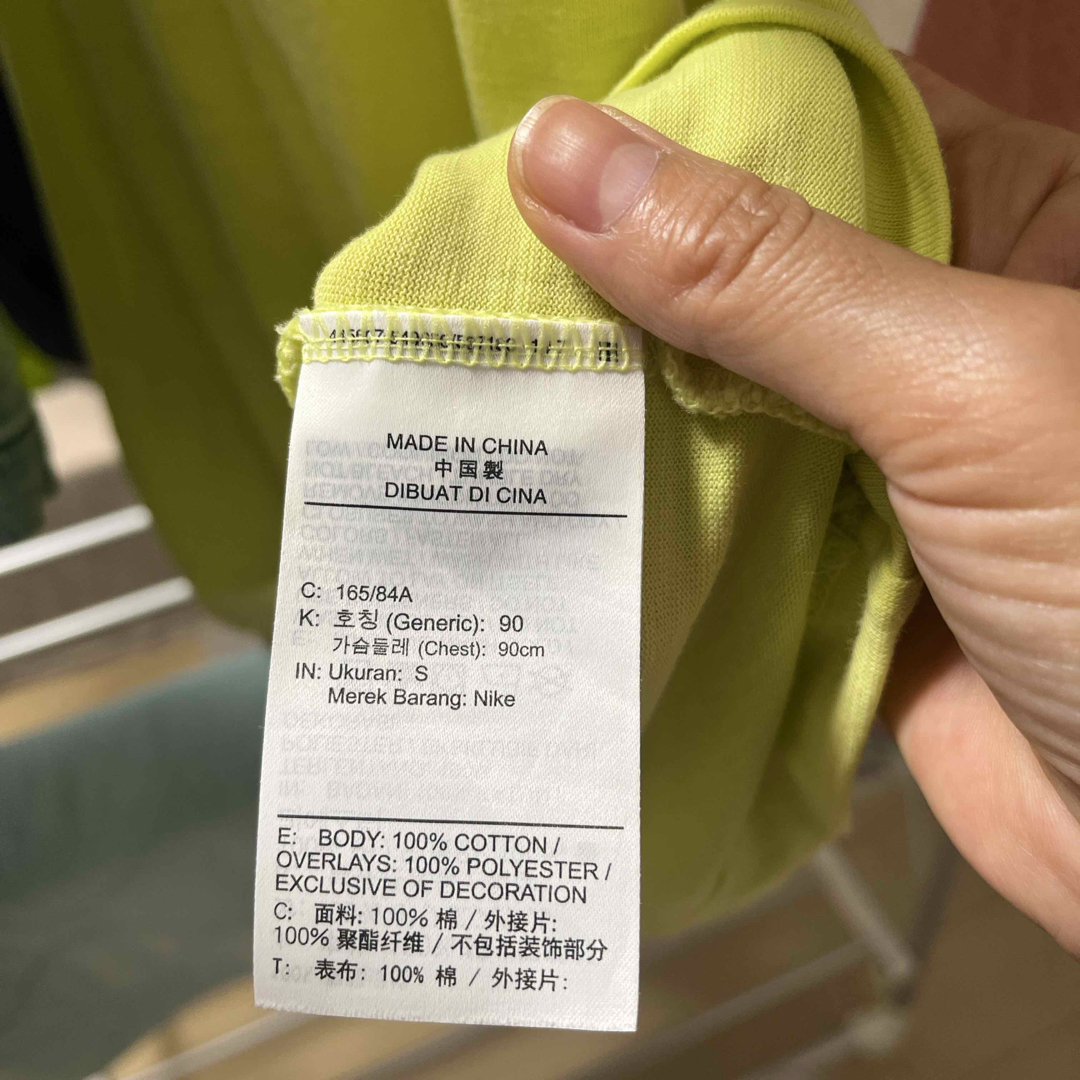 MADE IN CHINA
中国製
DIBUAT DI CINA
C: 165/84A
K: 호칭 (Generic): 90
가슴둘레 (Chest): 90cm
IN: Ukuran: S
Merek Barang: Nike
E: BODY: 100% COTTON /
OVERLAYS: 100% POLYESTER /
EXCLUSIVE OF DECORATION
C: 面料: 100% 棉 / 外接片:
100% 聚酯纤维 / 不包括装饰部分
T: 表布: 100% 棉 / 外接片: